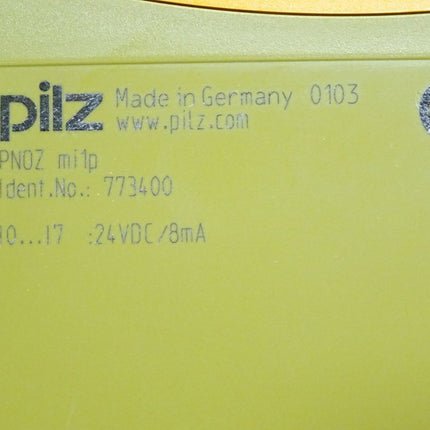 pilz Made in Germany 0103
www.pilz.com
PNOZ mi1p
Ident.No.: 773400
I0...I7 :24VDC/8mA